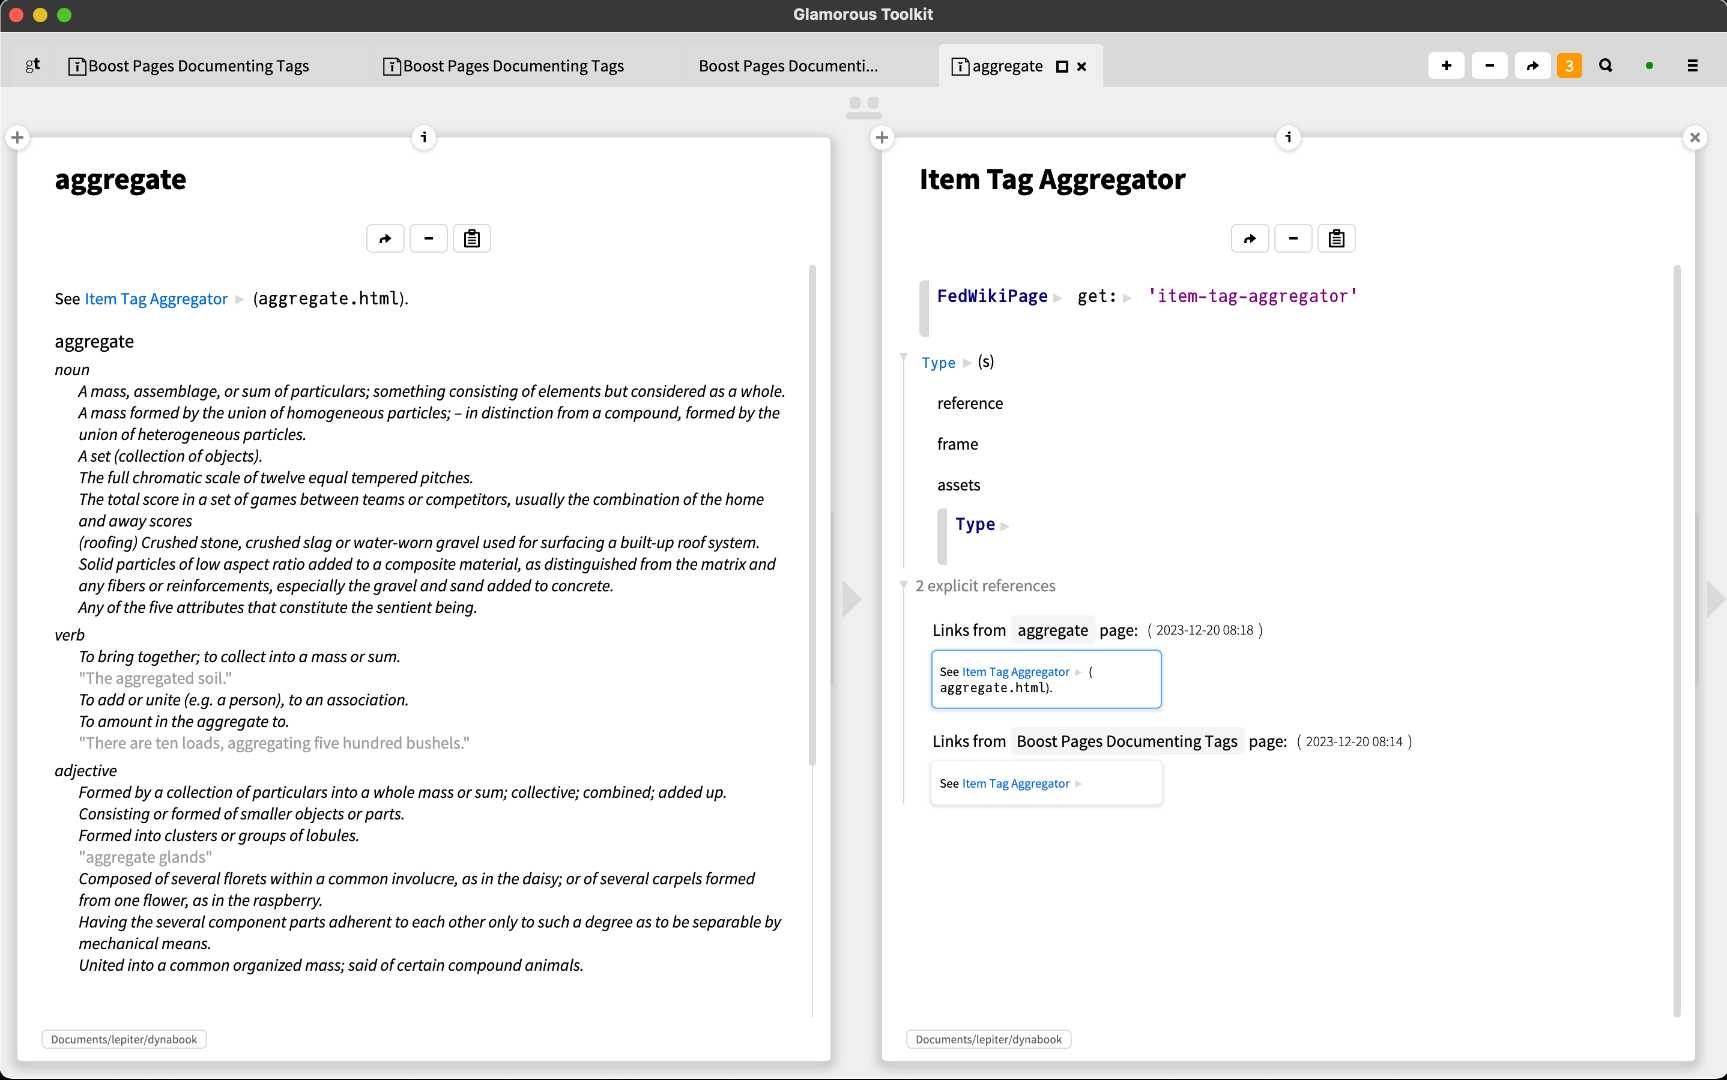 Glamorous Toolkit
gt
Boost Pages Documenting Tags
Boost Pages Documenting Tags
Boost Pages Documenti...
aggregate
3
aggregate
See Item Tag Aggregator (aggregate.html).
aggregate
noun
A mass, assemblage, or sum of particulars; something consisting of elements but considered as a whole.
A mass formed by the union of homogeneous particles; – in distinction from a compound, formed by the
union of heterogeneous particles.
A set (collection of objects).
The full chromatic scale of twelve equal tempered pitches.
The total score in a set of games between teams or competitors, usually the combination of the home
and away scores
(roofing) Crushed stone, crushed slag or water-worn gravel used for surfacing a built-up roof system.
Solid particles of low aspect ratio added to a composite material, as distinguished from the matrix and
any fibers or reinforcements, especially the gravel and sand added to concrete.
Any of the five attributes that constitute the sentient being.
verb
To bring together; to collect into a mass or sum.
"The aggregated soil."
To add or unite (e.g. a person), to an association.
To amount in the aggregate to.
"There are ten loads, aggregating five hundred bushels."
adjective
Formed by a collection of particulars into a whole mass or sum; collective; combined; added up.
Consisting or formed of smaller objects or parts.
Formed into clusters or groups of lobules.
"aggregate glands"
Composed of several florets within a common involucre, as in the daisy; or of several carpels formed
from one flower, as in the raspberry.
Having the several component parts adherent to each other only to such a degree as to be separable by
mechanical means.
United into a common organized mass; said of certain compound animals.
Documents/lepiter/dynabook
Item Tag Aggregator
FedWikiPage get: 'item-tag-aggregator'
Type (s)
reference
frame
assets
Type
2 explicit references
Links from aggregate page: ( 2023-12-20 08:18 )
See Item Tag Aggregator (
aggregate.html).
Links from Boost Pages Documenting Tags page: ( 2023-12-20 08:14 )
See Item Tag Aggregator
Documents/lepiter/dynabook